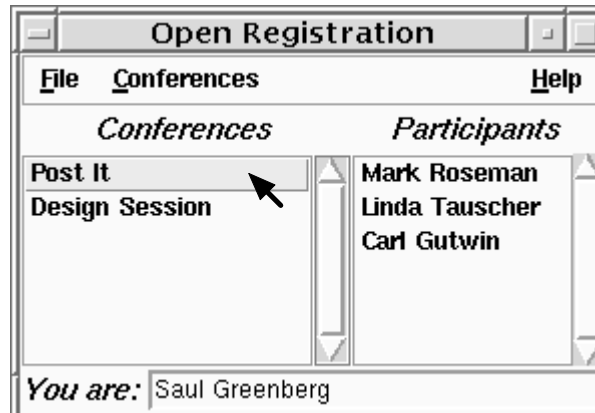 Open Registration
File Conferences Help
Conferences Participants
Post It Mark Roseman
Design Session Linda Tauscher
Carl Gutwin
You are: Saul Greenberg